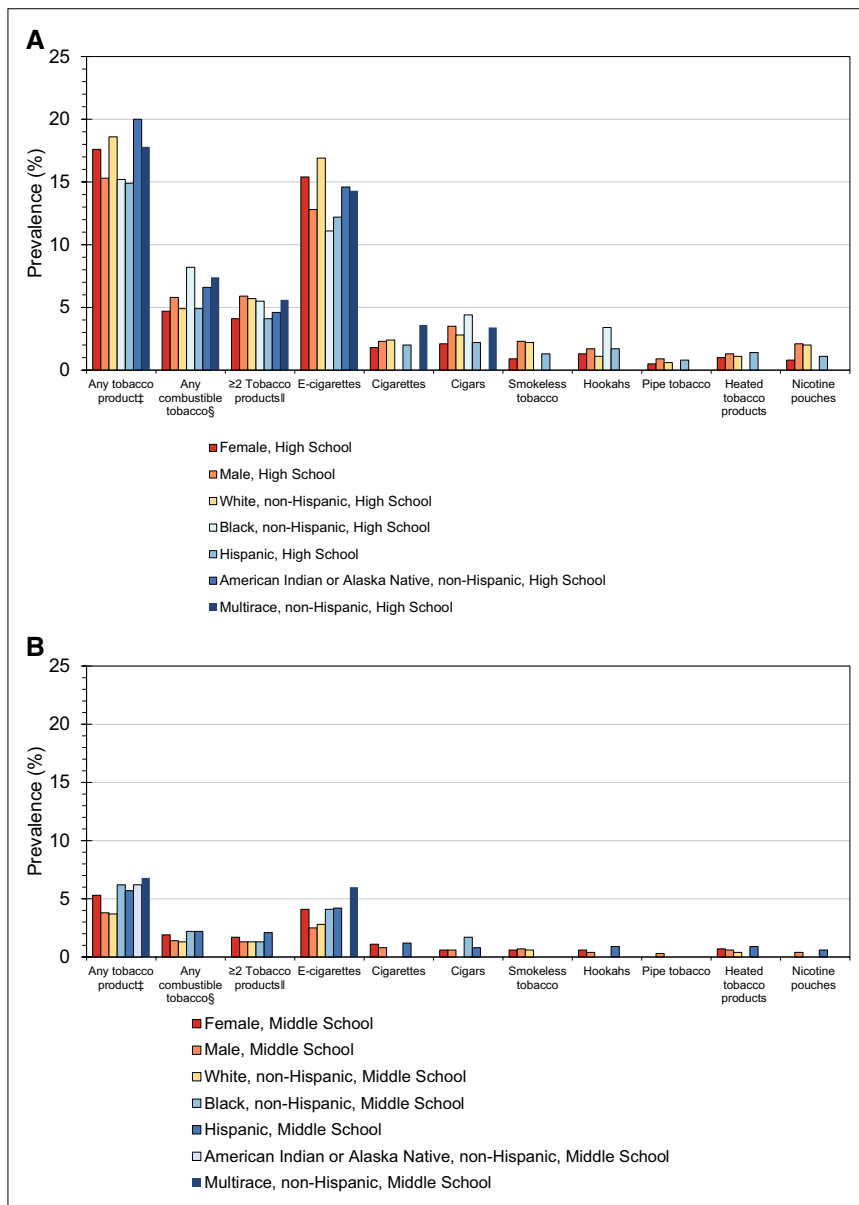 A
25
20
15
10
5
0
Prevalence (%)
Any tobacco
product‡
Any
combustible
tobacco§
≥2 Tobacco
products‖
E-cigarettes
Cigarettes
Cigars
Smokeless
tobacco
Hookahs
Pipe tobacco
Heated
tobacco
products
Nicotine
pouches
Female, High School
Male, High School
White, non-Hispanic, High School
Black, non-Hispanic, High School
Hispanic, High School
American Indian or Alaska Native, non-Hispanic, High School
Multirace, non-Hispanic, High School
B
25
20
15
10
5
0
Prevalence (%)
Any tobacco
product‡
Any
combustible
tobacco§
≥2 Tobacco
products‖
E-cigarettes
Cigarettes
Cigars
Smokeless
tobacco
Hookahs
Pipe tobacco
Heated
tobacco
products
Nicotine
pouches
Female, Middle School
Male, Middle School
White, non-Hispanic, Middle School
Black, non-Hispanic, Middle School
Hispanic, Middle School
American Indian or Alaska Native, non-Hispanic, Middle School
Multirace, non-Hispanic, Middle School